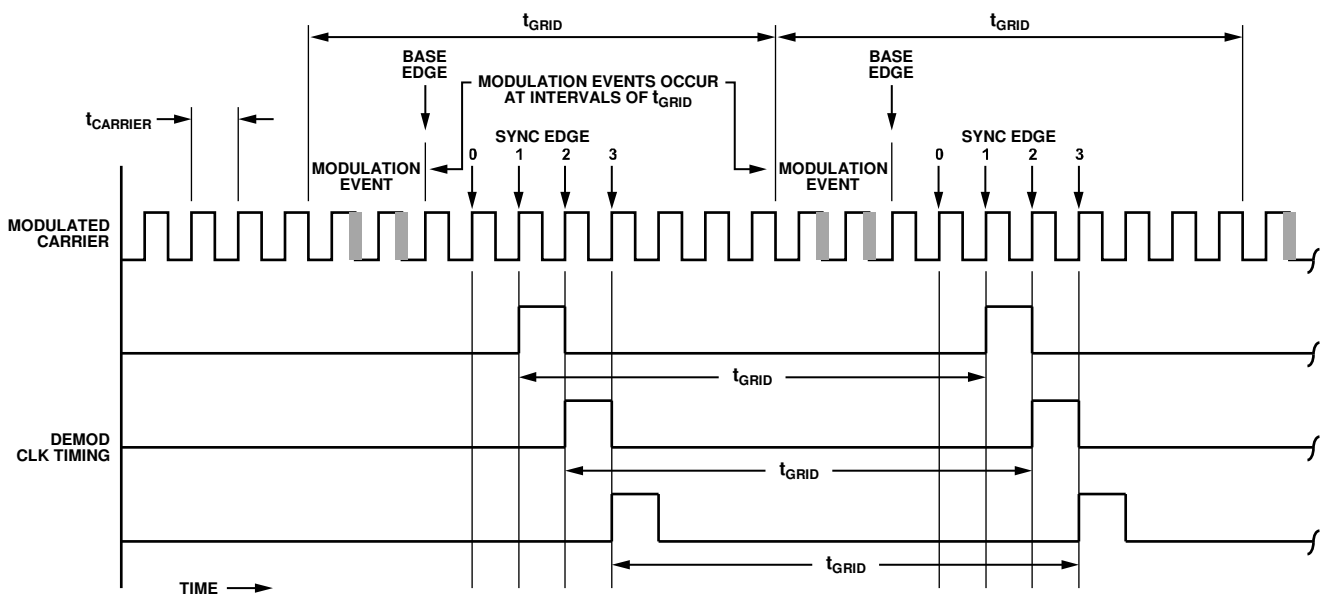 tGRID
tGRID
BASE
EDGE
BASE
EDGE
MODULATION EVENTS OCCUR
AT INTERVALS OF tGRID
tCARRIER
SYNC EDGE
0 1 2 3
SYNC EDGE
0 1 2 3
MODULATION
EVENT
MODULATION
EVENT
MODULATED
CARRIER
tGRID
DEMOD
CLK TIMING
tGRID
tGRID
TIME